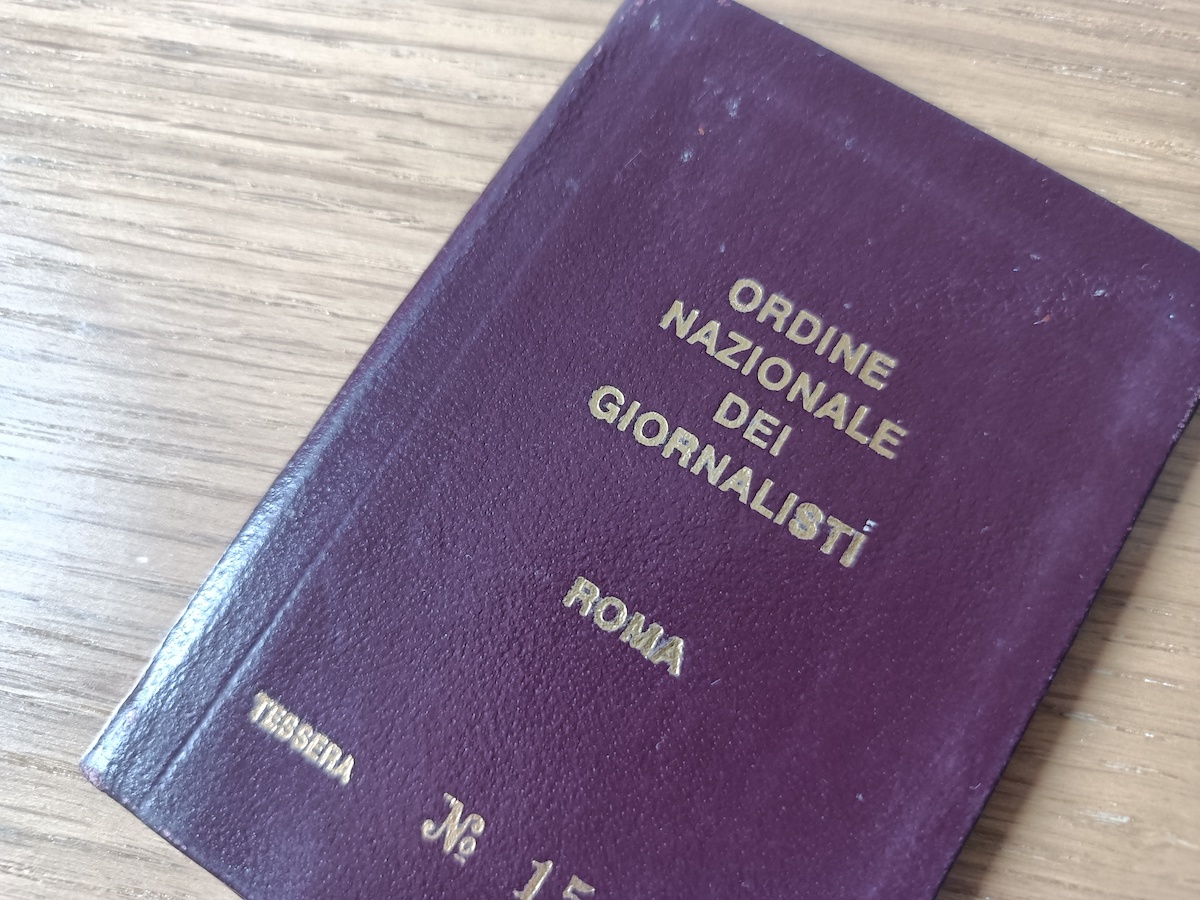 ORDINE
NAZIONALE
DEI
GIORNALISTI
ROMA
TESSERA
№ 15